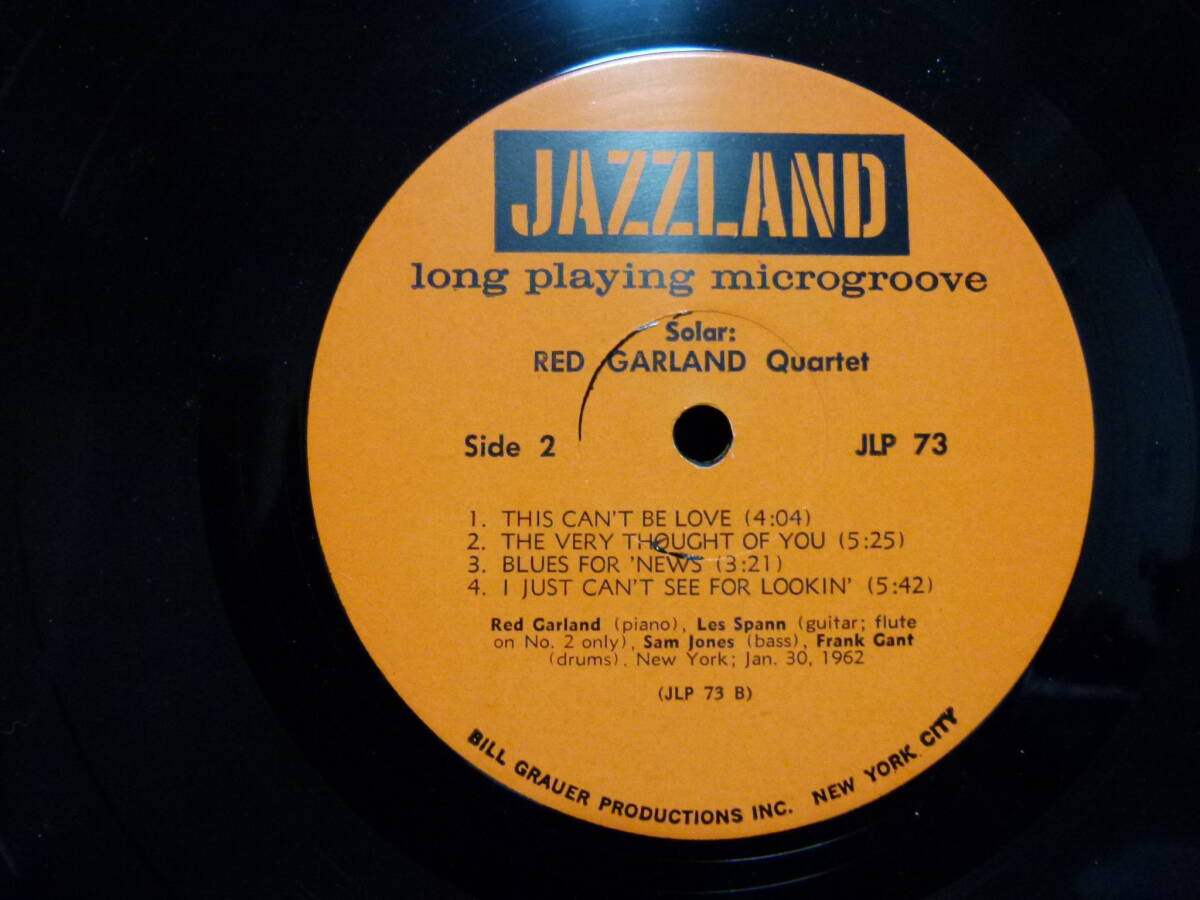 JAZZLAND
long playing microgroove
Solar:
RED GARLAND Quartet
Side 2
JLP 73
1. THIS CAN'T BE LOVE (4:04)
2. THE VERY THOUGHT OF YOU (5:25)
3. BLUES FOR 'NEWS (3:21)
4. I JUST CAN'T SEE FOR LOOKIN' (5:42)
Red Garland (piano), Les Spann (guitar; flute
on No. 2 only), Sam Jones (bass), Frank Gant
(drums). New York; Jan. 30, 1962
(JLP 73 B)
BILL GRAUER PRODUCTIONS INC. NEW YORK CITY